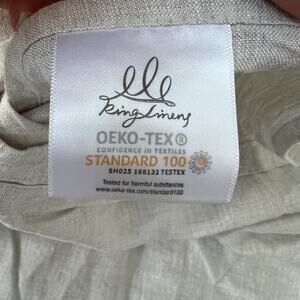 King Linens
OEKO-TEX®
CONFIDENCE IN TEXTILES
STANDARD 100
SH025 188132 TESTEX
Tested for harmful substances.
www.oeko-tex.com/standard100